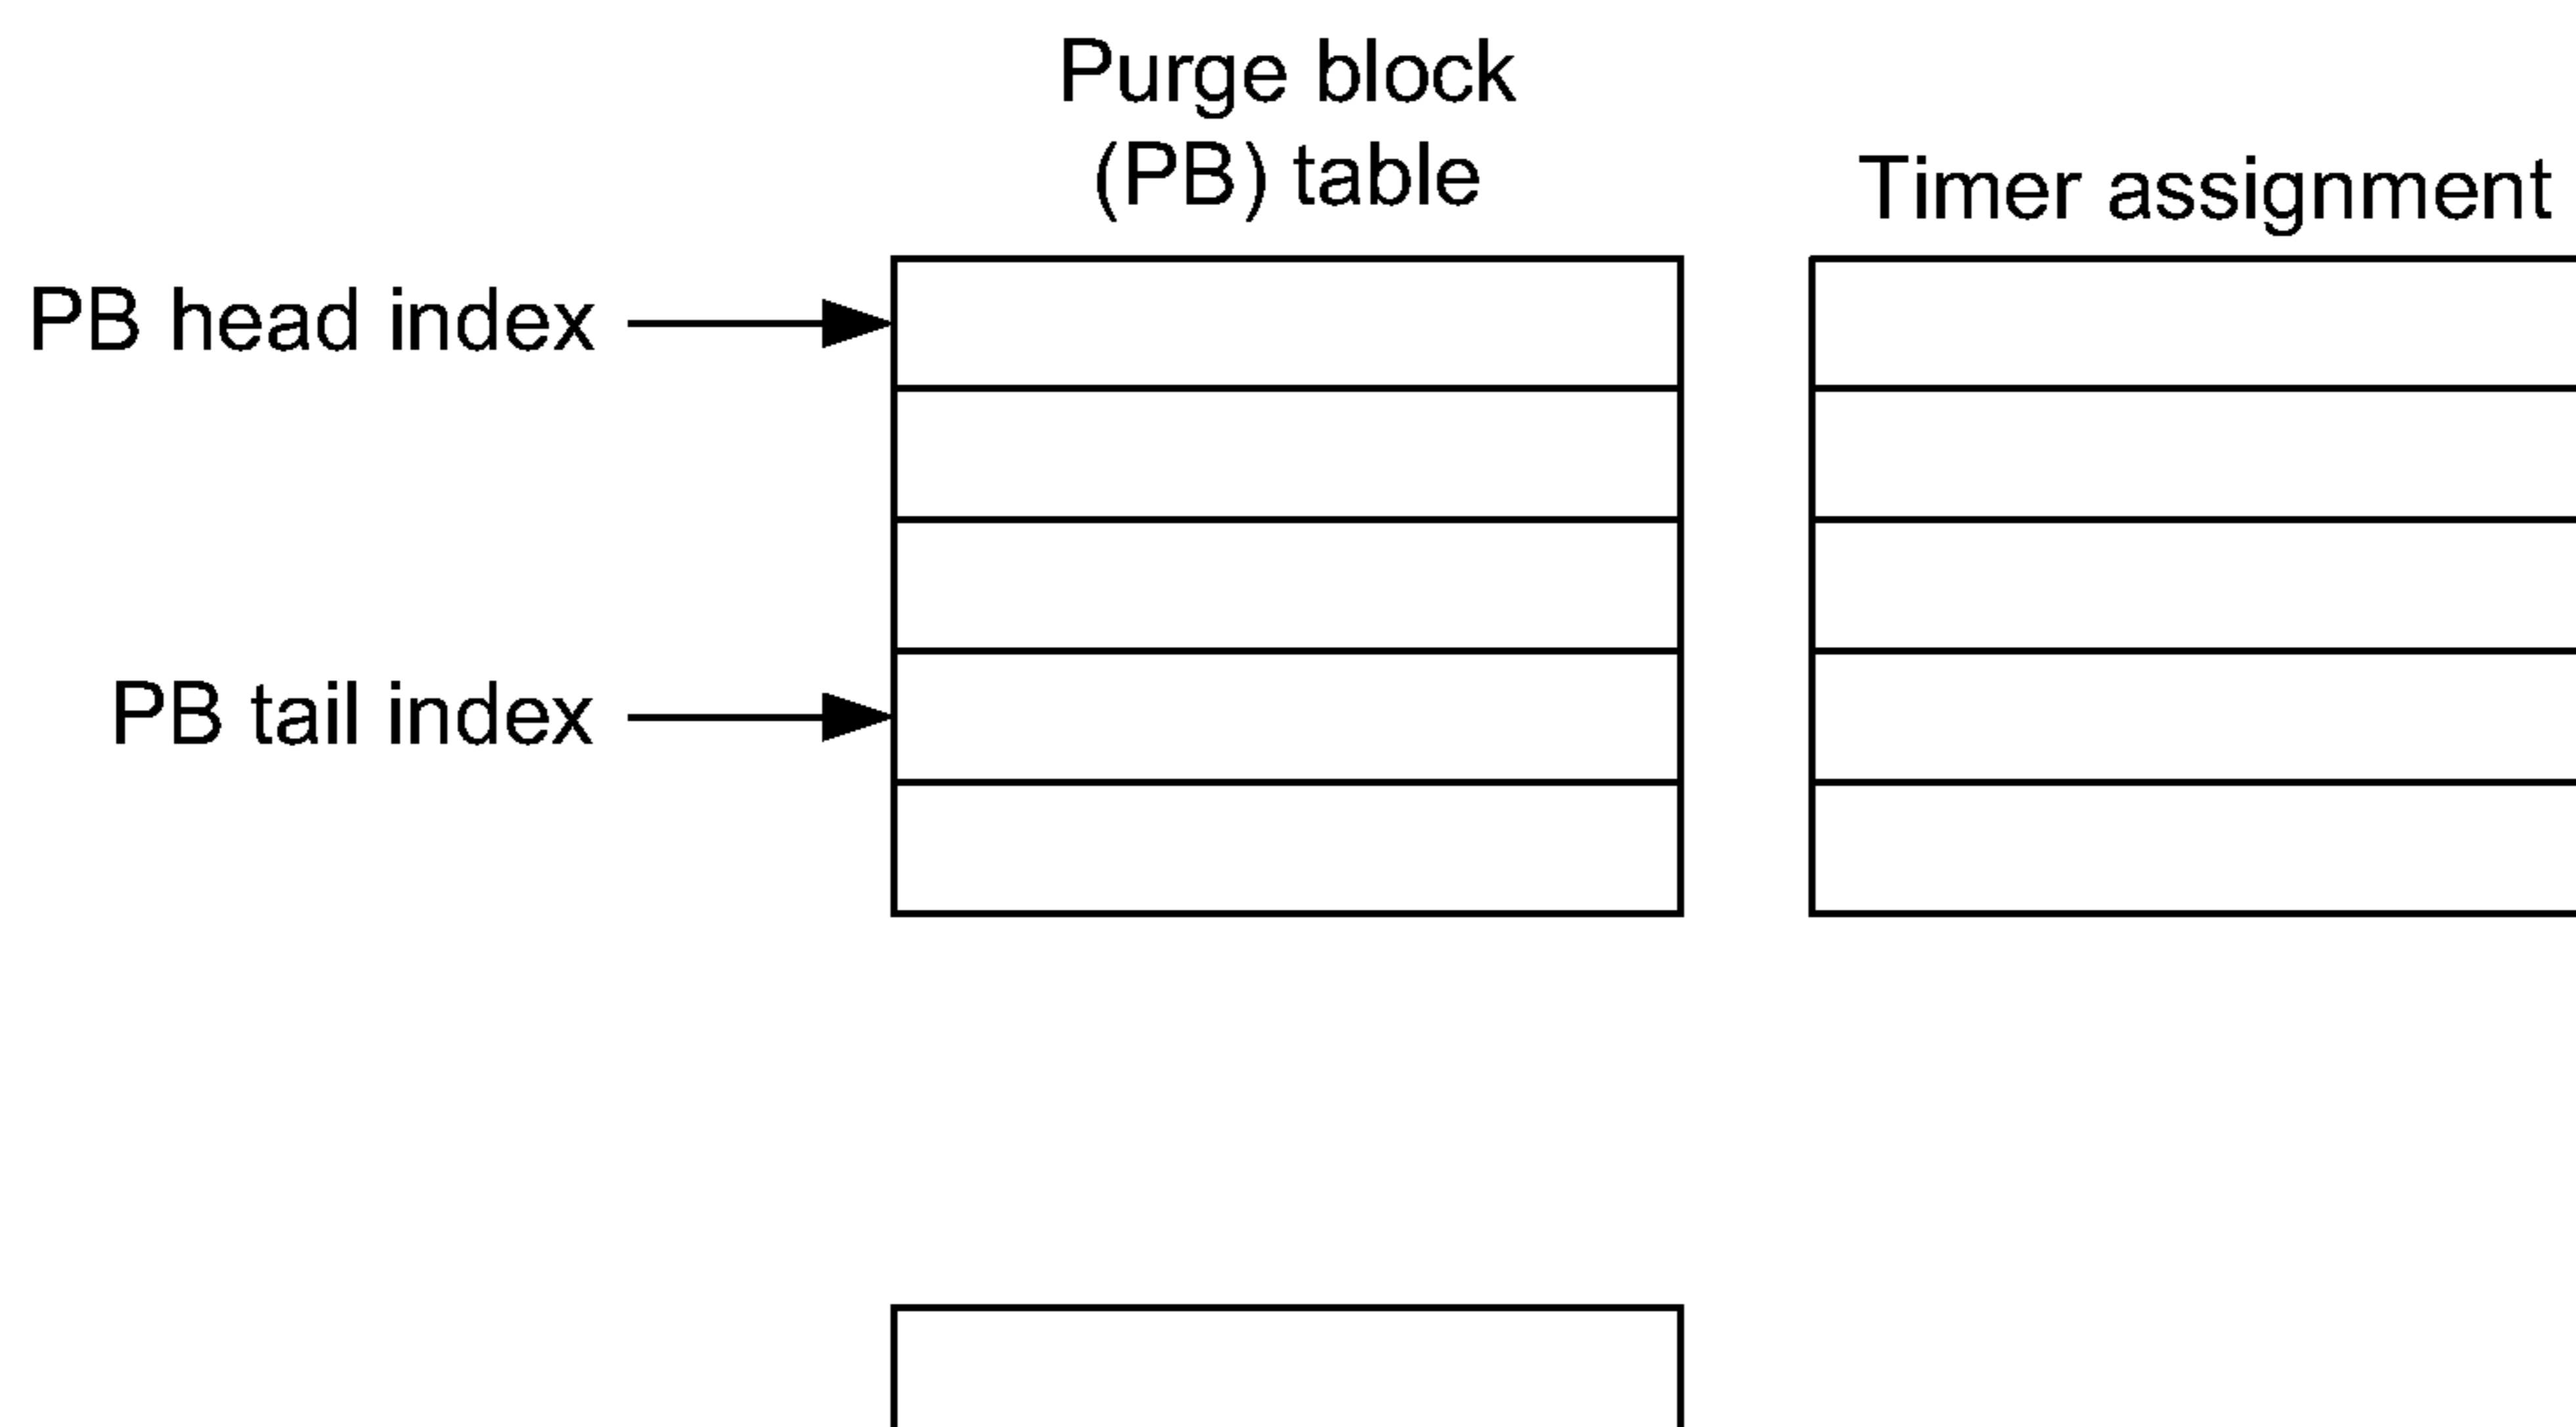 Purge block
(PB) table
Timer assignment
PB head index
PB tail index